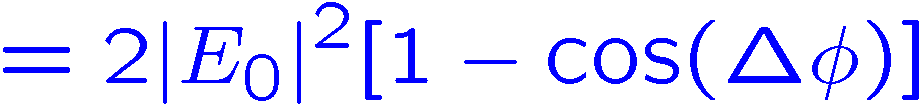 = 2|E₀|²[1 − cos(Δϕ)]